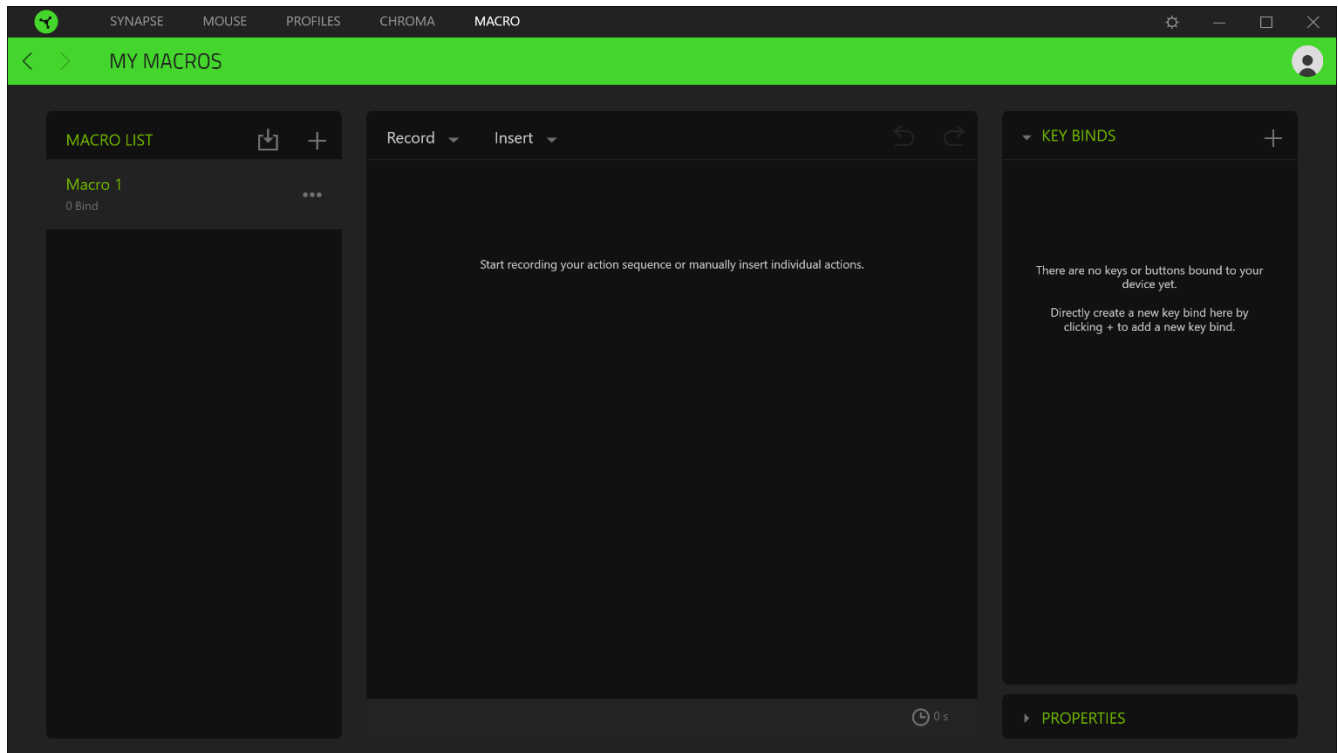 SYNAPSE MOUSE PROFILES CHROMA MACRO
MY MACROS
MACRO LIST
Macro 1
0 Bind
Record Insert
Start recording your action sequence or manually insert individual actions.
0 s
KEY BINDS
There are no keys or buttons bound to your
device yet.
Directly create a new key bind here by
clicking + to add a new key bind.
PROPERTIES